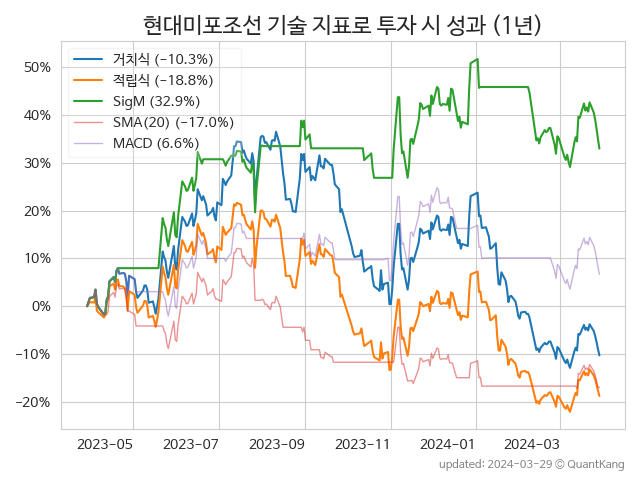 현대미포조선 기술 지표로 투자 시 성과 (1년)
거치식 (−10.3%)
적립식 (−18.8%)
SigM (32.9%)
SMA(20) (−17.0%)
MACD (6.6%)
50%
40%
30%
20%
10%
0%
−10%
−20%
2023-05 2023-07 2023-09 2023-11 2024-01 2024-03
updated: 2024-03-29 © QuantKang